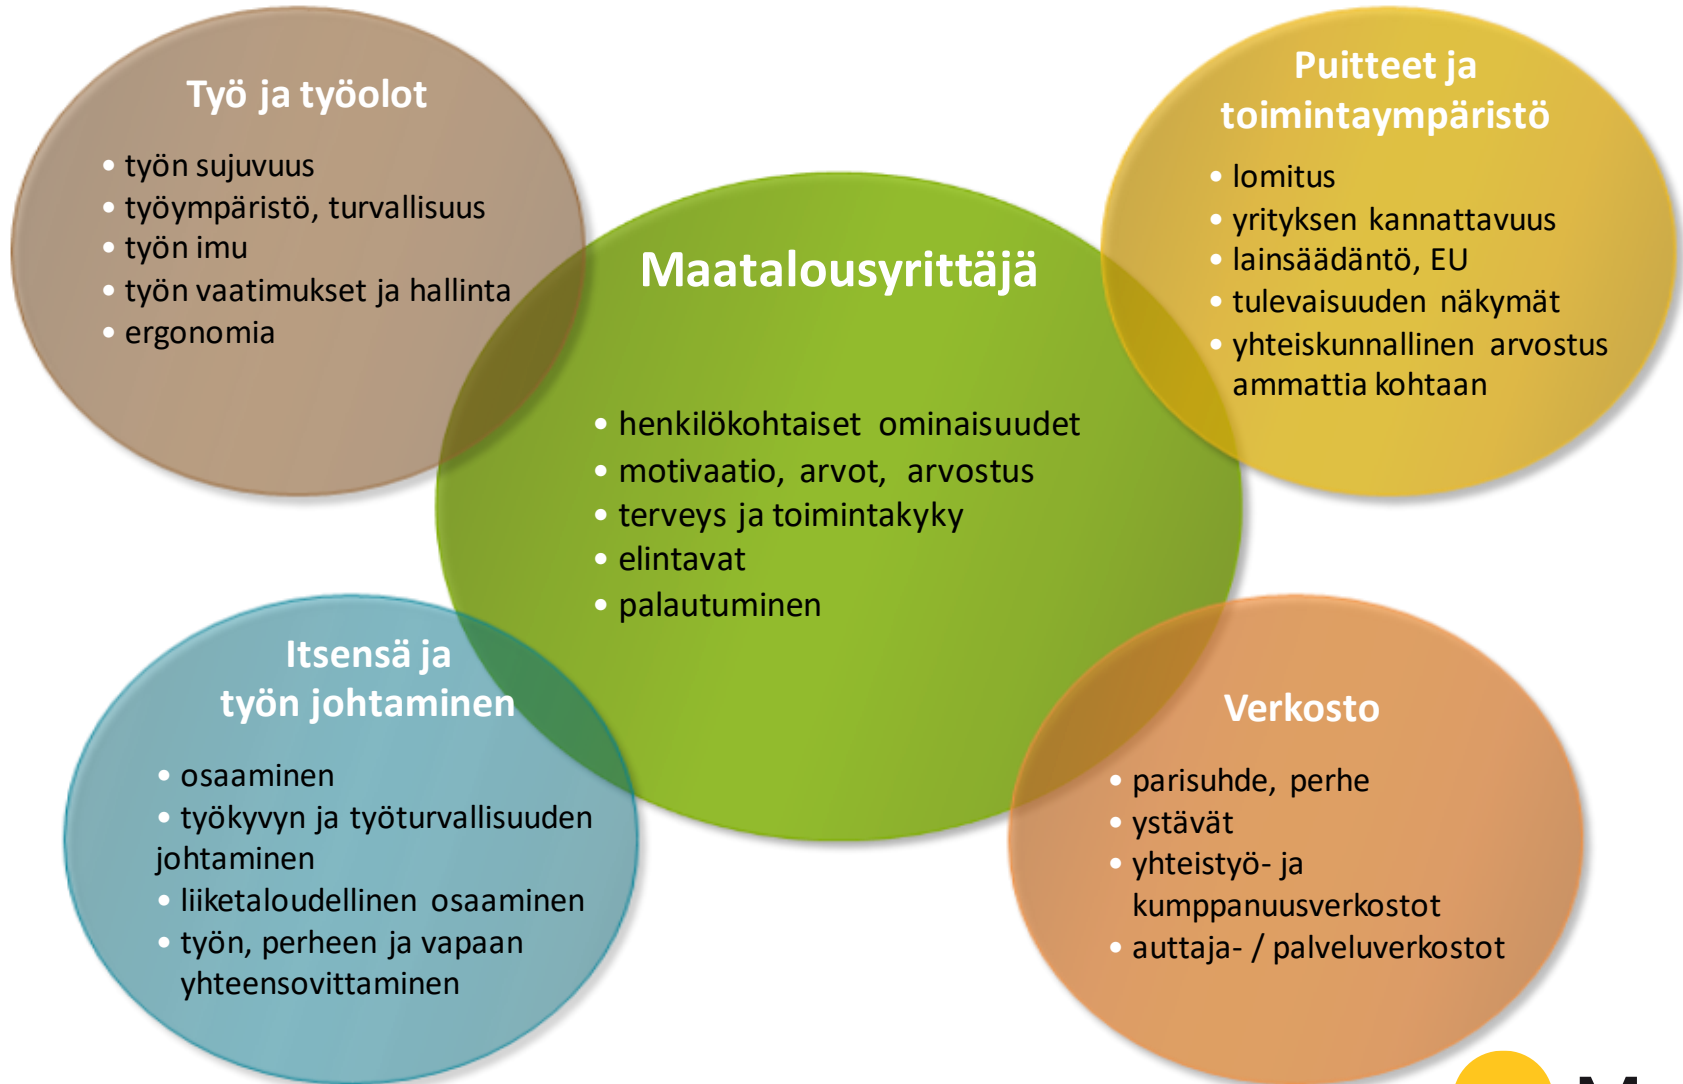 Työ ja työolot
• työn sujuvuus
• työympäristö, turvallisuus
• työn imu
• työn vaatimukset ja hallinta
• ergonomia
Puitteet ja
toimintaympäristö
• lomitus
• yrityksen kannattavuus
• lainsäädäntö, EU
• tulevaisuuden näkymät
• yhteiskunnallinen arvostus
ammattia kohtaan
Maatalousyrittäjä
• henkilökohtaiset ominaisuudet
• motivaatio, arvot, arvostus
• terveys ja toimintakyky
• elintavat
• palautuminen
Itsensä ja
työn johtaminen
• osaaminen
• työkyvyn ja työturvallisuuden
johtaminen
• liiketaloudellinen osaaminen
• työn, perheen ja vapaan
yhteensovittaminen
Verkosto
• parisuhde, perhe
• ystävät
• yhteistyö- ja
kumppanuusverkostot
• auttaja- / palveluverkostot